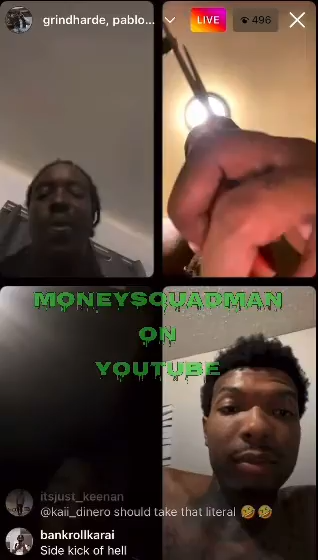 grindharde, pablo...
LIVE
496
MONEYSQUADMAN
ON
YOUTUBE
itsjust_keenan
@kaii_dinero should take that literal 🤣🤣
bankrollkarai
Side kick of hell